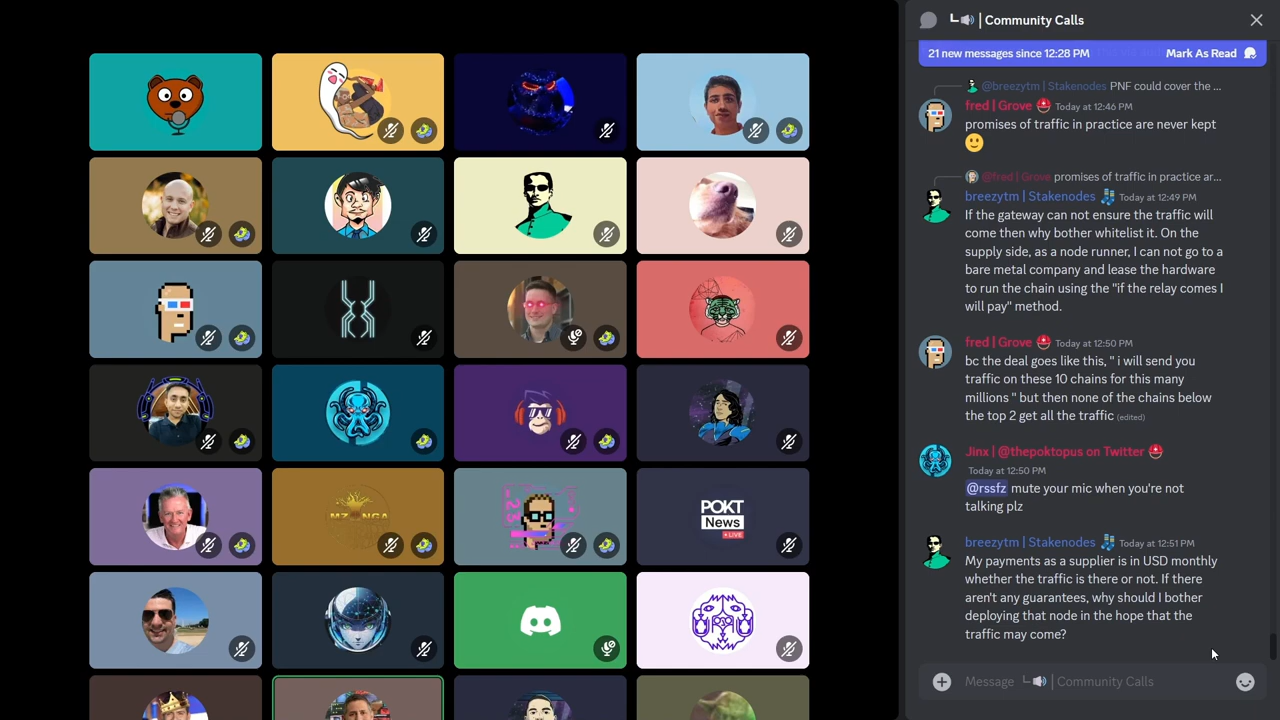 Community Calls
21 new messages since 12:28 PM
Mark As Read
@breezytm | Stakenodes PNF could cover the ...
fred | Grove Today at 12:46 PM
promises of traffic in practice are never kept
@fred | Grove promises of traffic in practice ar...
breezytm | Stakenodes Today at 12:49 PM
If the gateway can not ensure the traffic will
come then why bother whitelist it. On the
supply side, as a node runner, I can not go to a
bare metal company and lease the hardware
to run the chain using the "if the relay comes I
will pay" method.
fred | Grove Today at 12:50 PM
bc the deal goes like this, " i will send you
traffic on these 10 chains for this many
millions " but then none of the chains below
the top 2 get all the traffic (edited)
Jinx | @thepoktopus on Twitter
Today at 12:50 PM
@rssfz mute your mic when you're not
talking plz
breezytm | Stakenodes Today at 12:51 PM
My payments as a supplier is in USD monthly
whether the traffic is there or not. If there
aren't any guarantees, why should I bother
deploying that node in the hope that the
traffic may come?
Message Community Calls
MZONGA
POKT
News
LIVE